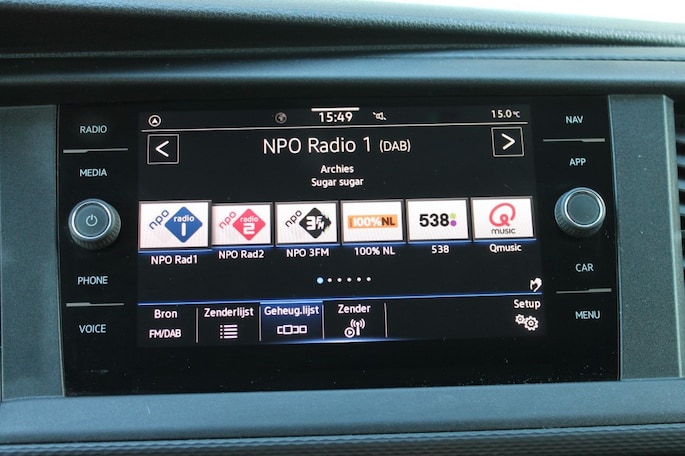 RADIO
MEDIA
PHONE
VOICE
15:49
15.0°C
NPO Radio 1 (DAB)
Archies
Sugar sugar
npo radio 1
npo radio 2
npo 3FM
100% NL
538
Q music
NPO Rad1
NPO Rad2
NPO 3FM
100% NL
538
Qmusic
Setup
Bron
FM/DAB
Zenderlijst
Geheug.lijst
Zender
NAV
APP
CAR
MENU